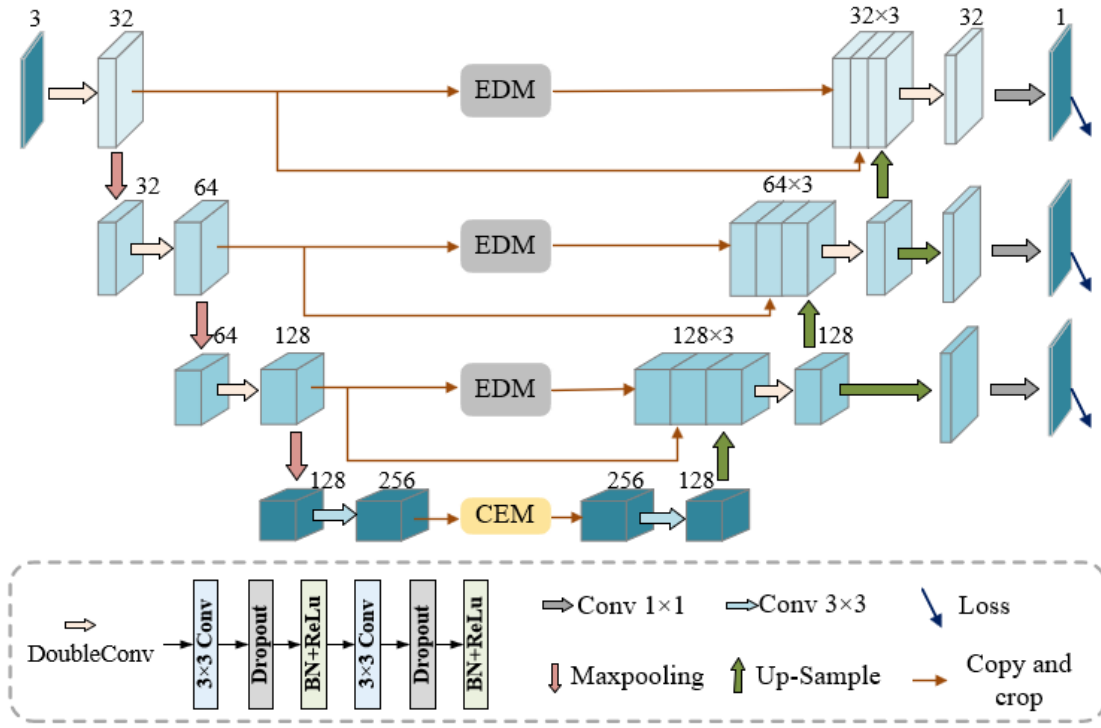 3 32 32×3 32 1
EDM
32 64 64×3
EDM
64 128 128×3 128
EDM
128 256 256 128
CEM
DoubleConv
3×3 Conv
Dropout
BN+ReLu
3×3 Conv
Dropout
BN+ReLu
Conv 1×1
Conv 3×3
Loss
Maxpooling
Up-Sample
Copy and
crop